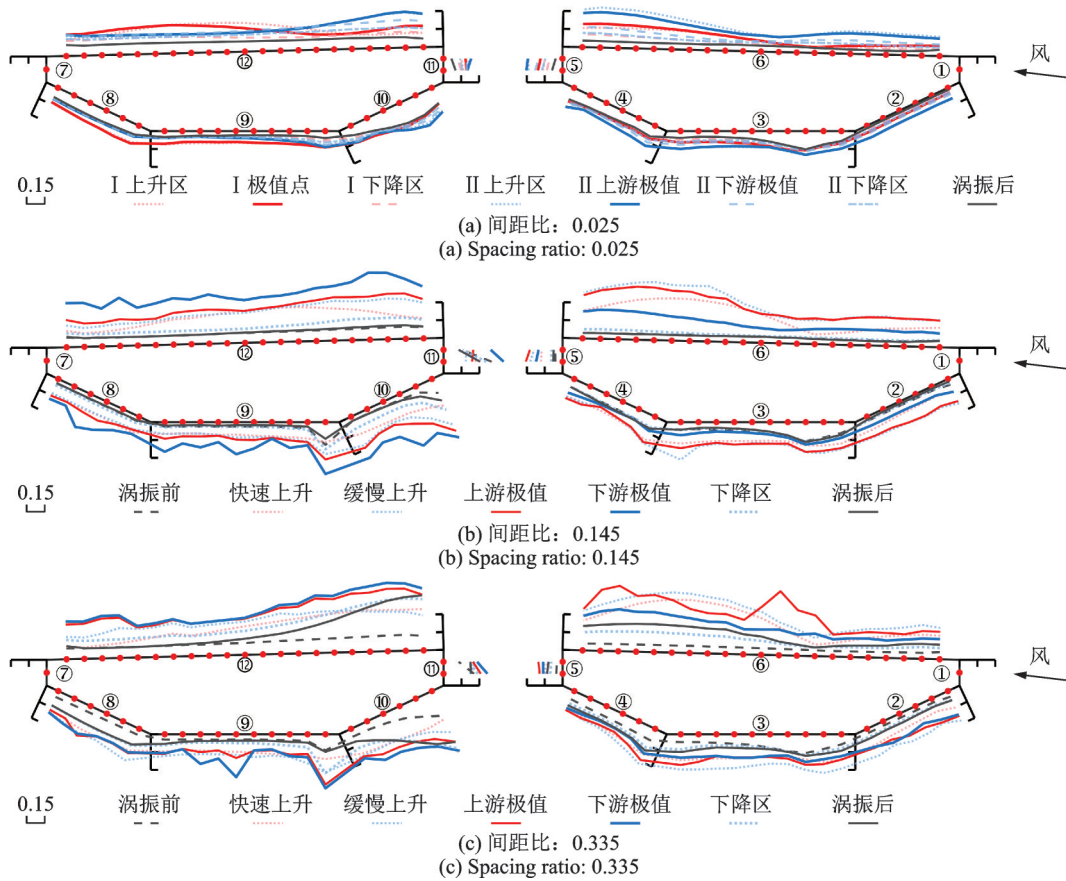 ⑦ ⑧ ⑨ ⑩ ⑪ ⑫ ⑤ ④ ③ ② ① ⑥ 风
0.15 Ⅰ上升区 Ⅰ极值点 Ⅰ下降区 Ⅱ上升区 Ⅱ上游极值 Ⅱ下游极值 Ⅱ下降区 涡振后
(a) 间距比：0.025
(a) Spacing ratio: 0.025
⑦ ⑧ ⑨ ⑩ ⑪ ⑫ ⑤ ④ ③ ② ① ⑥ 风
0.15 涡振前 快速上升 缓慢上升 上游极值 下游极值 下降区 涡振后
(b) 间距比：0.145
(b) Spacing ratio: 0.145
⑦ ⑧ ⑨ ⑩ ⑪ ⑫ ⑤ ④ ③ ② ① ⑥ 风
0.15 涡振前 快速上升 缓慢上升 上游极值 下游极值 下降区 涡振后
(c) 间距比：0.335
(c) Spacing ratio: 0.335